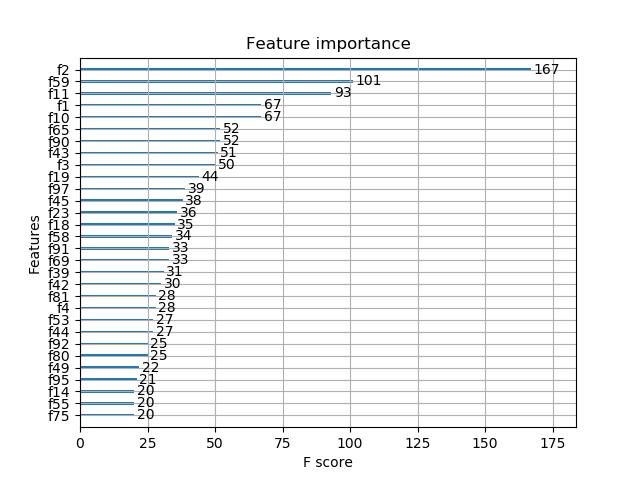 Feature importance
f2 167
f59 101
f11 93
f1 67
f10 67
f65 52
f90 52
f43 51
f3 50
f19 44
f97 39
f45 38
f23 36
f18 35
f58 34
f91 33
f69 33
f39 31
f42 30
f81 28
f4 28
f53 27
f44 27
f92 25
f80 25
f49 22
f95 21
f14 20
f55 20
f75 20
Features
0 25 50 75 100 125 150 175
F score